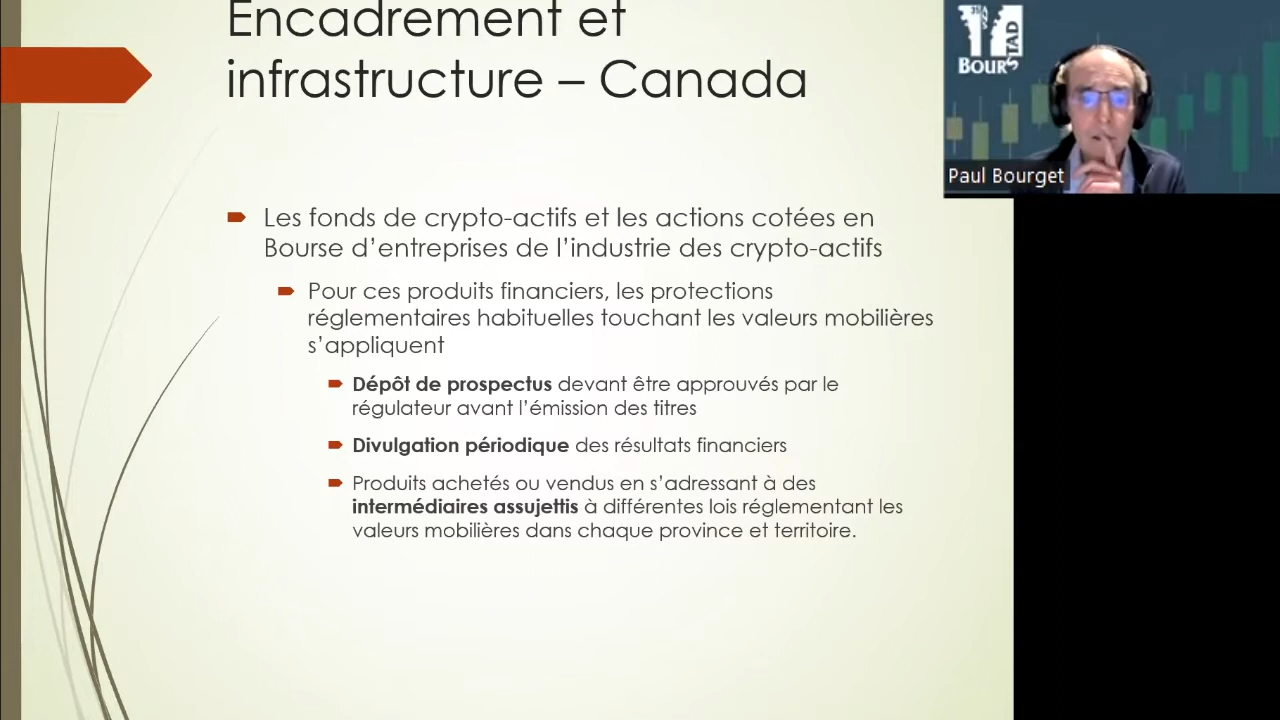 Encadrement et
infrastructure – Canada
Les fonds de crypto-actifs et les actions cotées en
Bourse d’entreprises de l’industrie des crypto-actifs
Pour ces produits financiers, les protections
réglementaires habituelles touchant les valeurs mobilières
s’appliquent
Dépôt de prospectus devant être approuvés par le
régulateur avant l’émission des titres
Divulgation périodique des résultats financiers
Produits achetés ou vendus en s’adressant à des
intermédiaires assujettis à différentes lois réglementant les
valeurs mobilières dans chaque province et territoire.
BOURSTAD
Paul Bourget